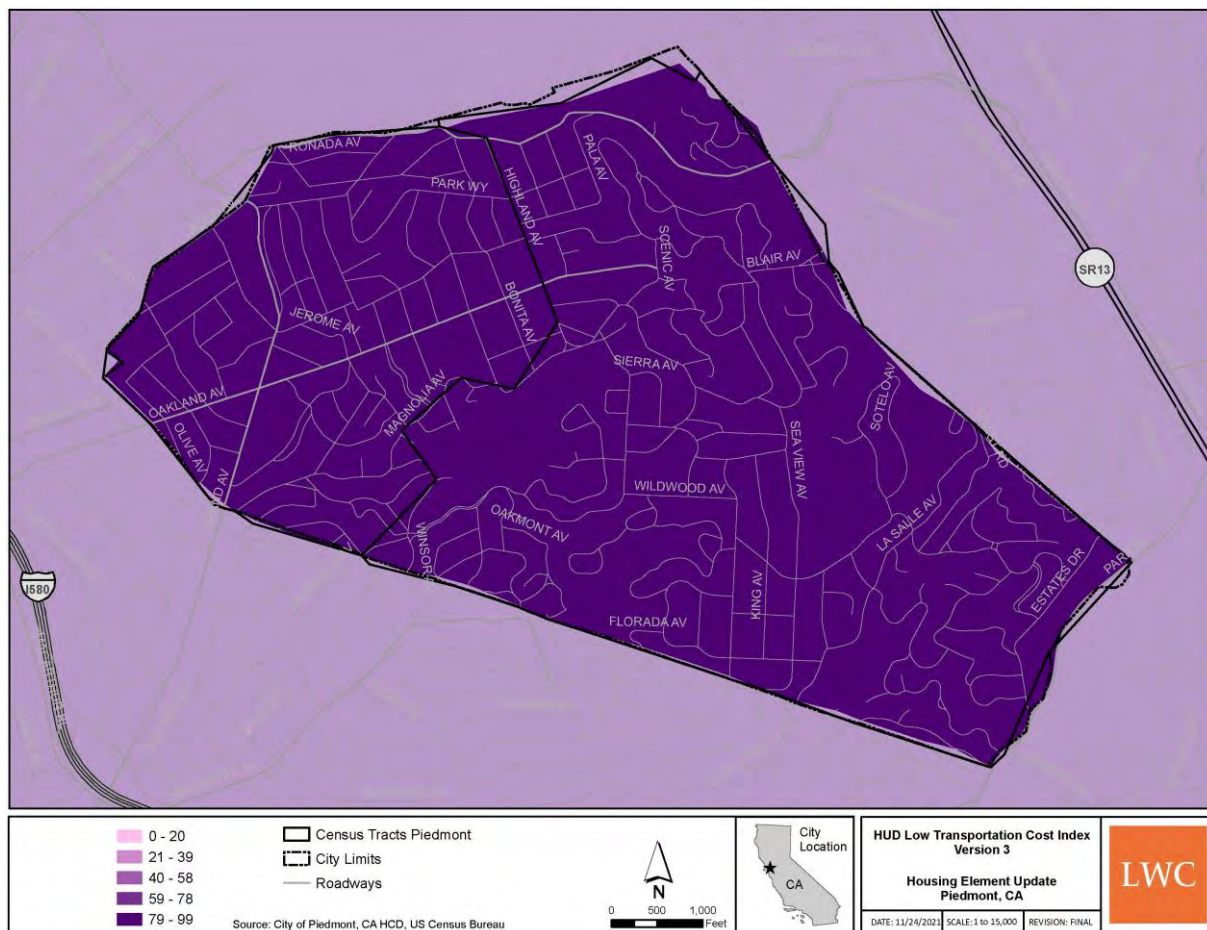 RONADA AV
PARK WY
PALA AV
HIGHLAND AV
SCENIC AV
BLAIR AV
SR13
BONITA AV
JEROME AV
SIERRA AV
MAGNOLIA AV
OAKLAND AV
OLIVE AV
SOTELO AV
SEA VIEW AV
WILDWOOD AV
OAKMONT AV
LA SALLE AV
I580
KING AV
ESTATES DR
FLORADA AV
0 - 20
21 - 39
40 - 58
59 - 78
79 - 99
Census Tracts Piedmont
City Limits
Roadways
Source: City of Piedmont, CA HCD, US Census Bureau
N
0 500 1,000
Feet
City
Location
CA
HUD Low Transportation Cost Index
Version 3
Housing Element Update
Piedmont, CA
DATE: 11/24/2021 SCALE: 1 to 15,000 REVISION: FINAL
LWC